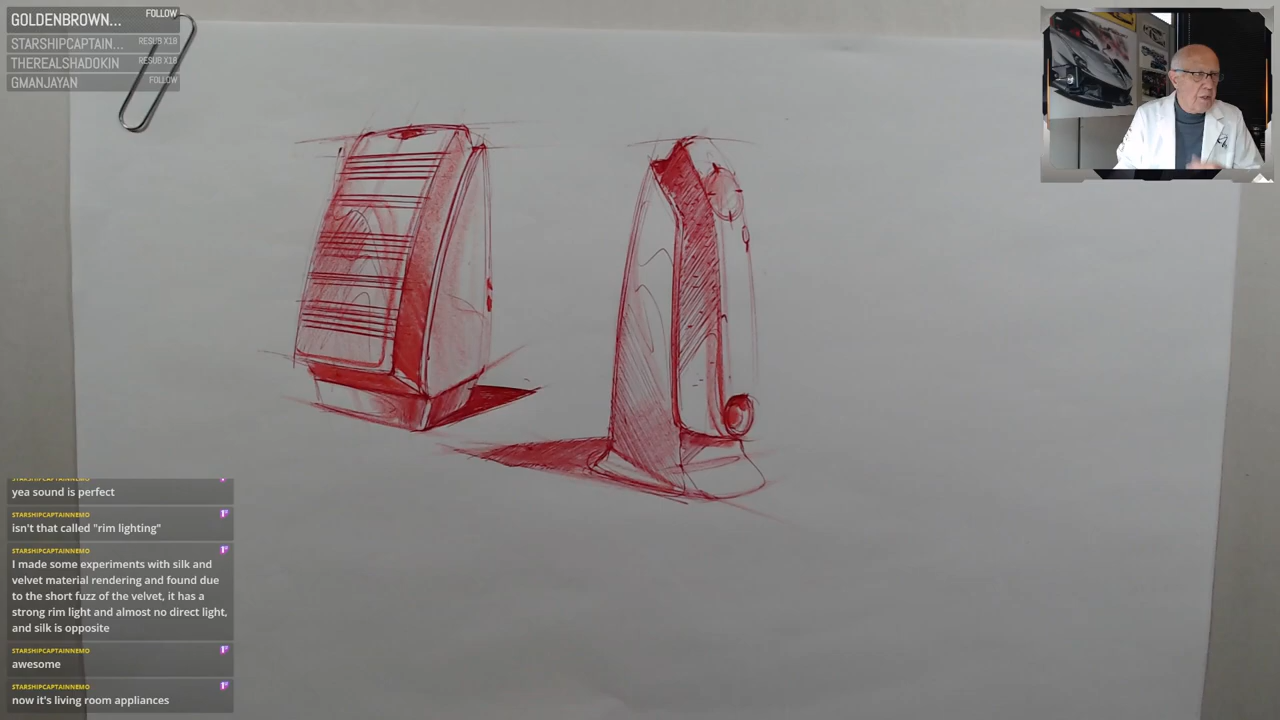 GOLDENBROWN... FOLLOW
STARSHIPCAPTAIN... RESUB X18
THEREALSHADOKIN RESUB X18
GMANJAYAN FOLLOW
STARSHIPCAPTAINNEMO
yea sound is perfect
STARSHIPCAPTAINNEMO
isn't that called "rim lighting"
STARSHIPCAPTAINNEMO
I made some experiments with silk and
velvet material rendering and found due
to the short fuzz of the velvet, it has a
strong rim light and almost no direct light,
and silk is opposite
STARSHIPCAPTAINNEMO
awesome
STARSHIPCAPTAINNEMO
now it's living room appliances